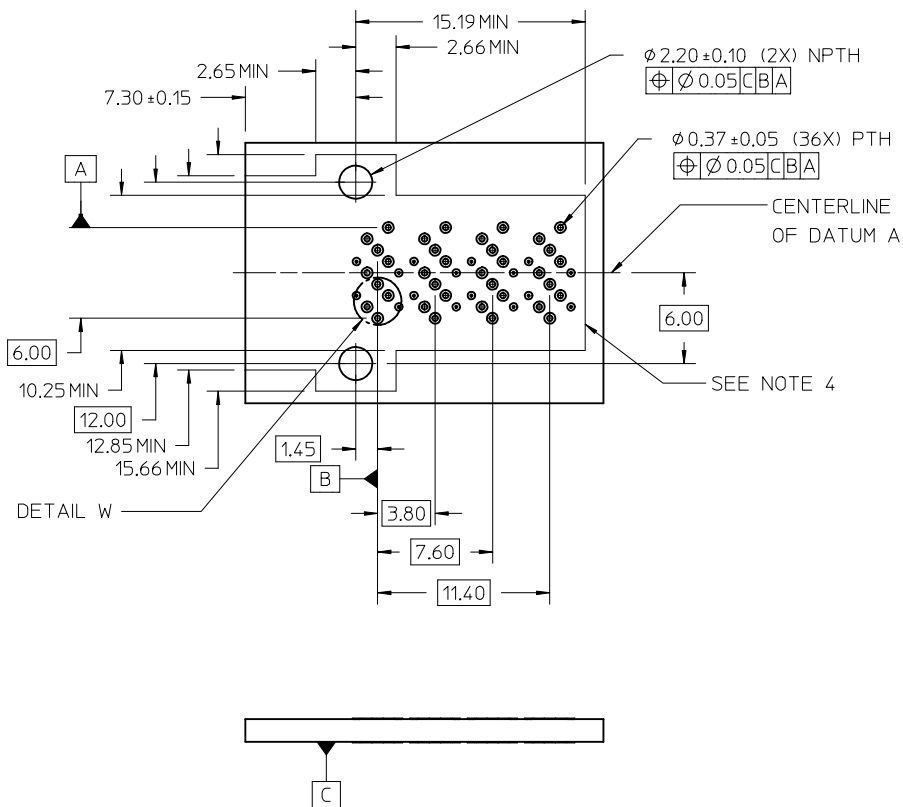 15.19 MIN
2.66 MIN
2.65 MIN
7.30 ±0.15
⌀2.20 ±0.10 (2X) NPTH
⌖ ⌀ 0.05 C B A
⌀0.37 ±0.05 (36X) PTH
⌖ ⌀ 0.05 C B A
A
CENTERLINE
OF DATUM A
6.00
6.00
10.25 MIN
SEE NOTE 4
12.00
12.85 MIN
15.66 MIN
1.45
B
DETAIL W
3.80
7.60
11.40
C